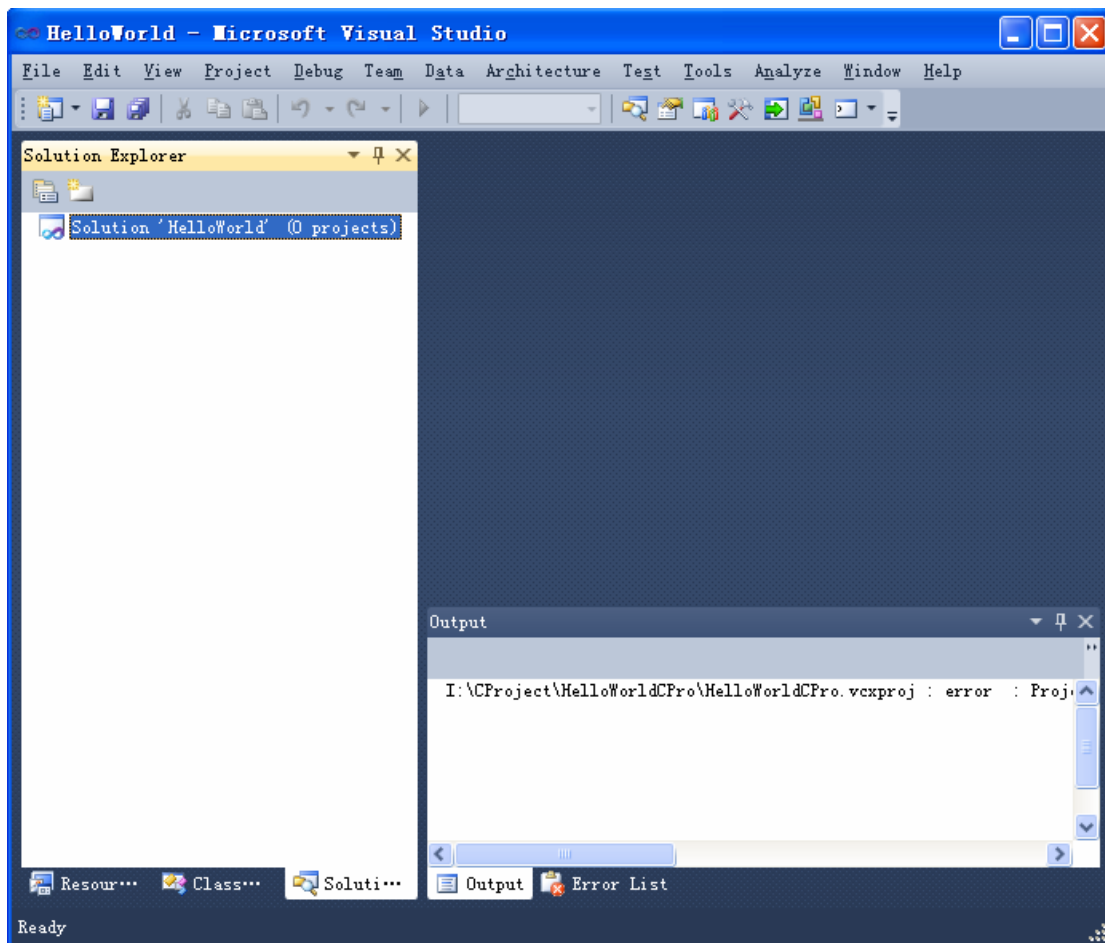 HelloWorld - Microsoft Visual Studio
File Edit View Project Debug Team Data Architecture Test Tools Analyze Window Help
Solution Explorer
Solution 'HelloWorld' (0 projects)
Output
I:\CProject\HelloWorldCPro\HelloWorldCPro.vcxproj : error : Proj
Resour... Class... Soluti... Output Error List
Ready